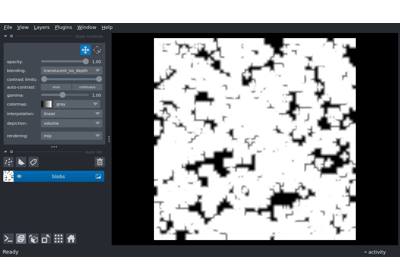 File View Layers Plugins Window Help
opacity: 1.00
blending: translucent_no_depth
contrast limits:
auto-contrast: once continuous
gamma: 1.00
colormap: gray
interpolation: linear
depiction: volume
rendering: mip
blobs
Ready
activity